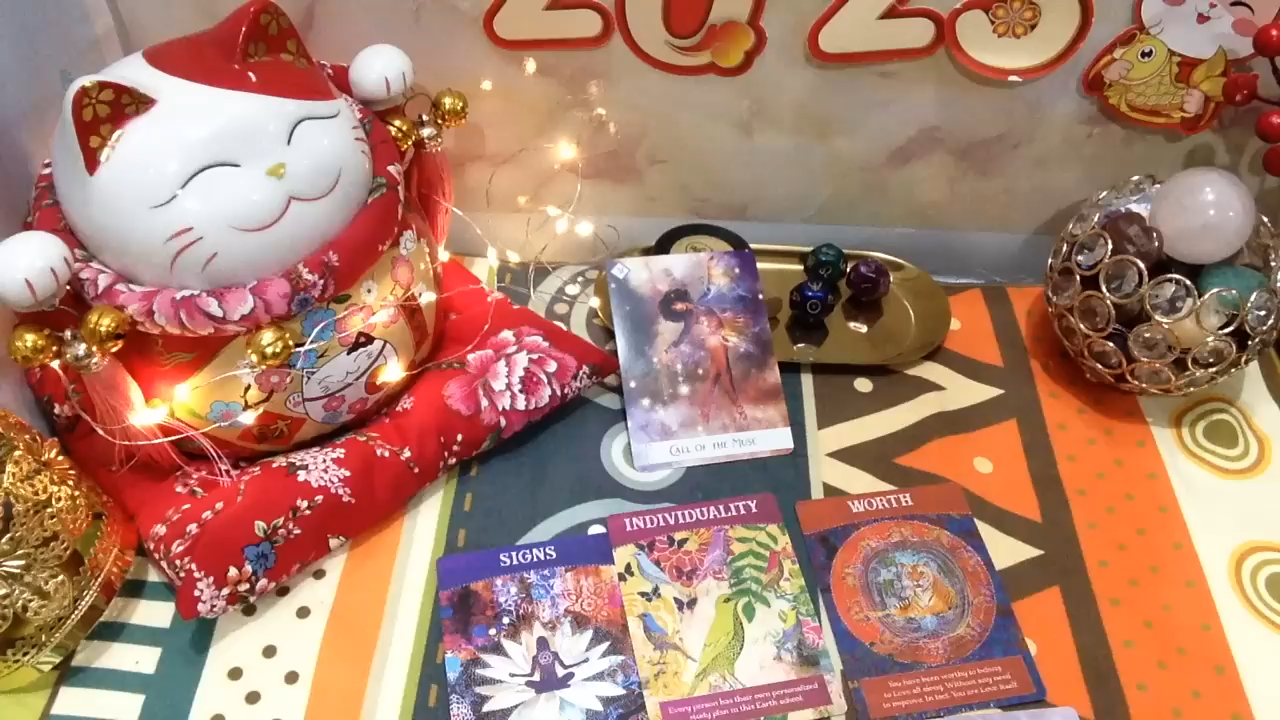 2023
CALL OF THE MUSE
SIGNS
INDIVIDUALITY
Every person has their own personalized
study plan in this Earth school
WORTH
You have been worthy to belong
to Love all along. Without any need
to improve. In fact, You are Love itself.